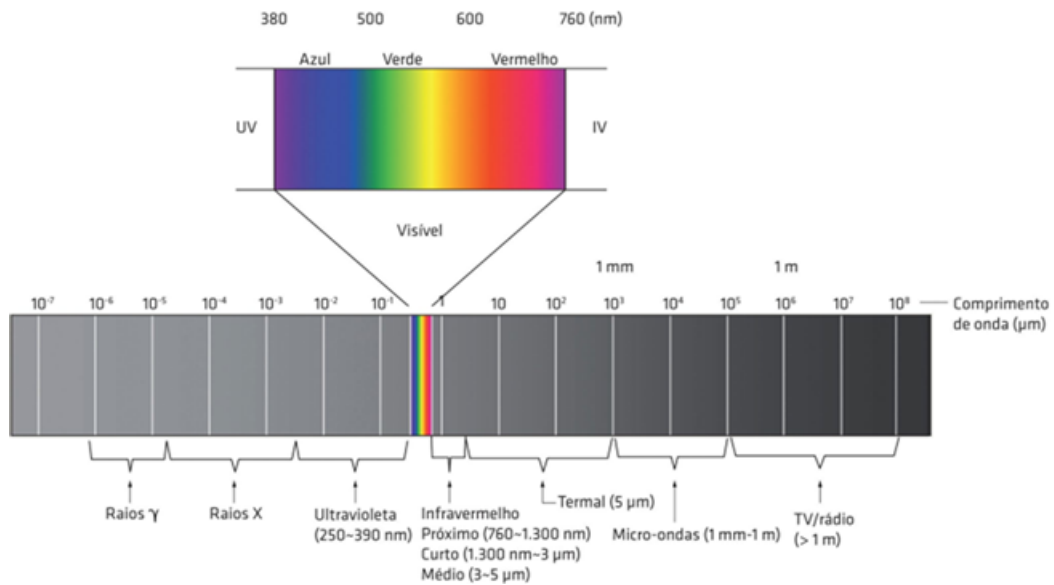 380 500 600 760 (nm)
Azul Verde Vermelho
UV IV
Visível
1 mm 1 m
10⁻⁷ 10⁻⁶ 10⁻⁵ 10⁻⁴ 10⁻³ 10⁻² 10⁻¹ 1 10 10² 10³ 10⁵ 10⁶ 10⁷ 10⁸
Comprimento
de onda (μm)
Raios γ
Raios X
Ultravioleta
(250~390 nm)
Infravermelho
Próximo (760~1.300 nm)
Curto (1.300 nm~3 μm)
Médio (3~5 μm)
Termal (5 μm)
Micro-ondas (1 mm-1 m)
TV/rádio
(> 1 m)